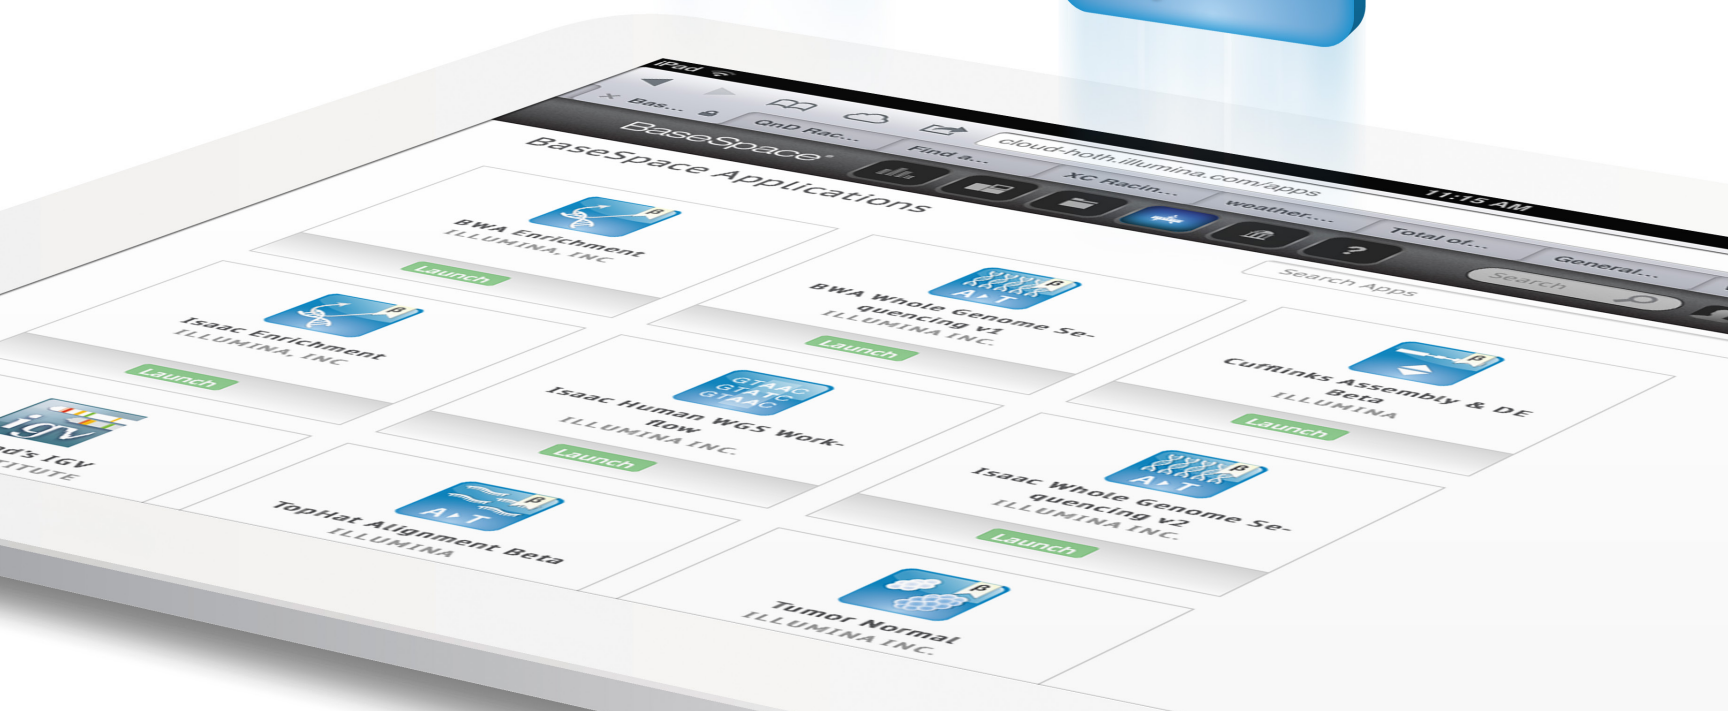 iPad
11:15 AM
cloud-hoth.illumina.com/apps
Bas...
QnD Rac...
Find a...
XC Racin...
weather....
Total of...
General...
BaseSpace®
?
Search
BaseSpace Applications
Search Apps
β
BWA Enrichment
ILLUMINA, INC
Launch
β
A▸T
BWA Whole Genome Se-
quencing v1
ILLUMINA INC.
Launch
β
Cufflinks Assembly & DE
Beta
ILLUMINA
Launch
β
Isaac Enrichment
ILLUMINA, INC
Launch
GTAAC
GTATC
GTAAC
Isaac Human WGS Work-
flow
ILLUMINA INC.
Launch
β
A▸T
Isaac Whole Genome Se-
quencing v2
ILLUMINA INC.
Launch
igv
IGV
β
A▸T
TopHat Alignment Beta
ILLUMINA
β
Tumor Normal
ILLUMINA INC.